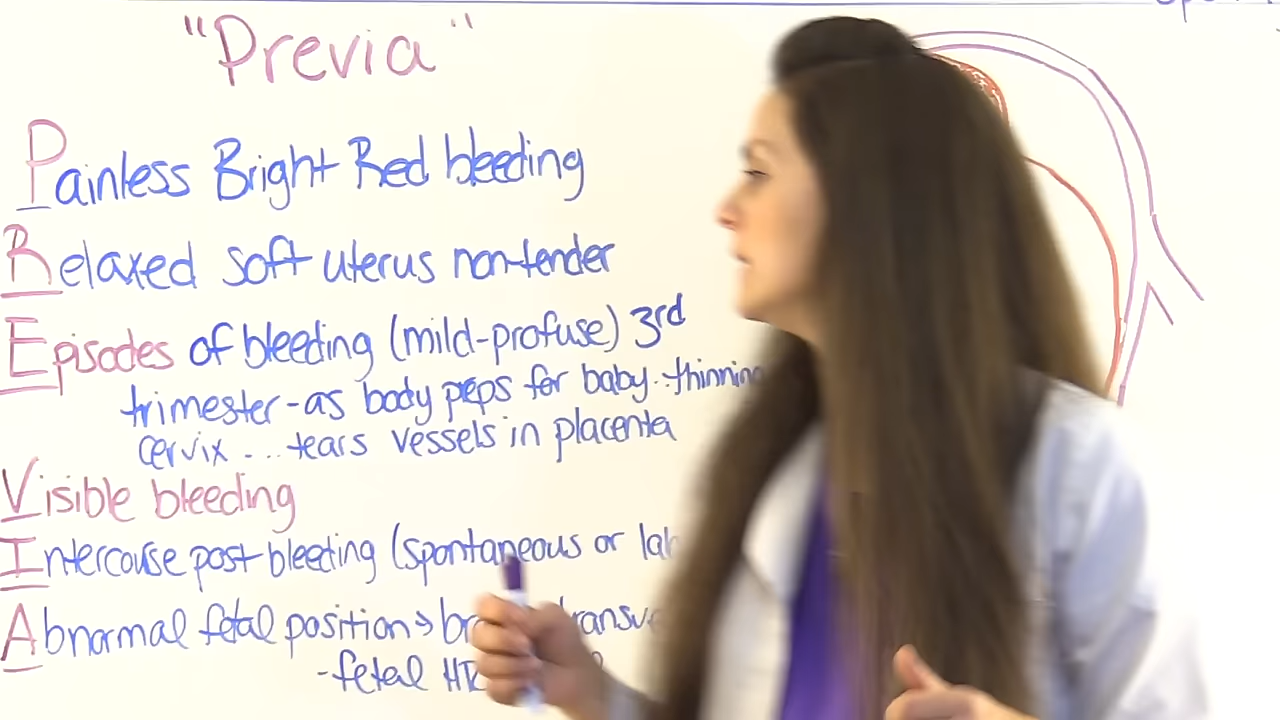 "Previa"
Painless Bright Red bleeding
Relaxed soft uterus non-tender
Episodes of bleeding (mild-profuse) 3rd
trimester-as body preps for baby..thinning
cervix ... tears vessels in placenta
Visible bleeding
Intercourse post bleeding (spontaneous or
Abnormal fetal position→
-fetal